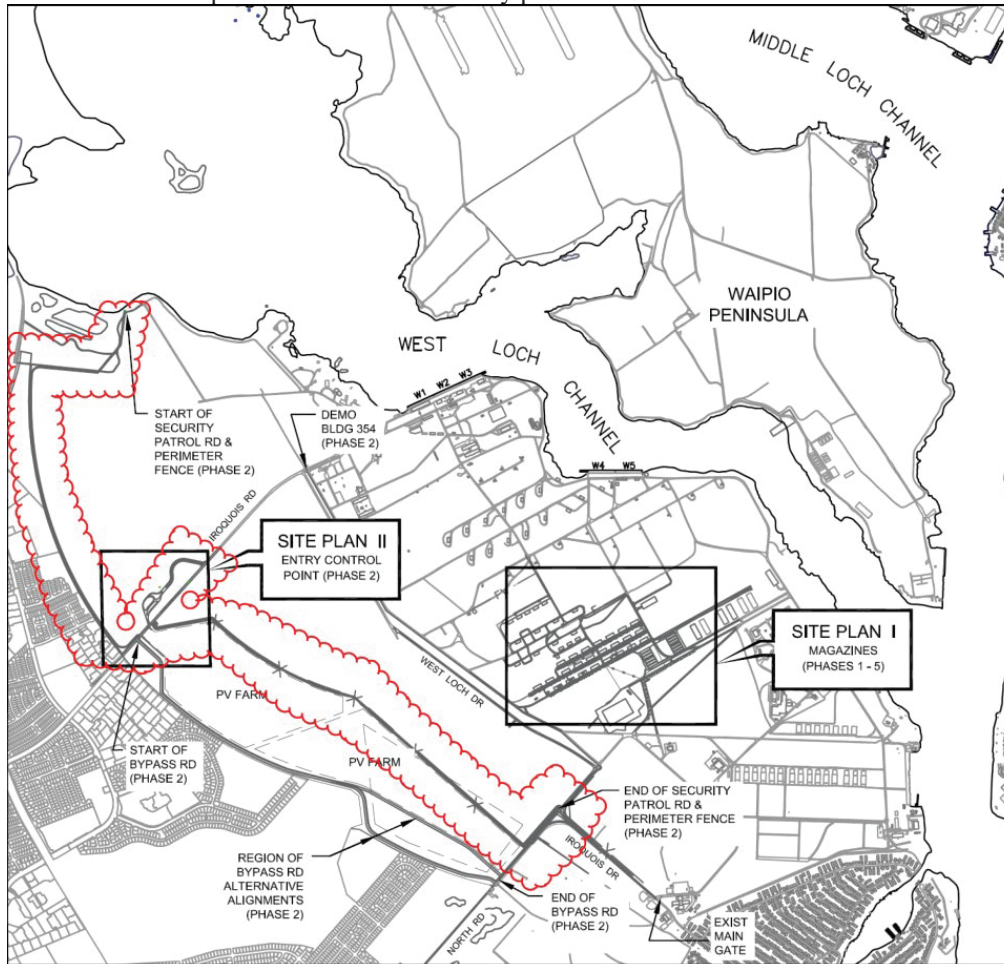 MIDDLE LOCH CHANNEL
WAIPIO
PENINSULA
WEST LOCH CHANNEL
W1 W2 W3
START OF
SECURITY
PATROL RD &
PERIMETER
FENCE (PHASE 2)
DEMO
BLDG 354
(PHASE 2)
W4 W5
IROQUOIS RD
SITE PLAN II
ENTRY CONTROL
POINT (PHASE 2)
SITE PLAN I
MAGAZINES
(PHASES 1 - 5)
WEST LOCH DR
PV FARM
START OF
BYPASS RD
(PHASE 2)
PV FARM
END OF SECURITY
PATROL RD &
PERIMETER FENCE
(PHASE 2)
IROQUOIS DR
REGION OF
BYPASS RD
ALTERNATIVE
ALIGNMENTS
(PHASE 2)
END OF
BYPASS RD
(PHASE 2)
NORTH RD
EXIST
MAIN
GATE